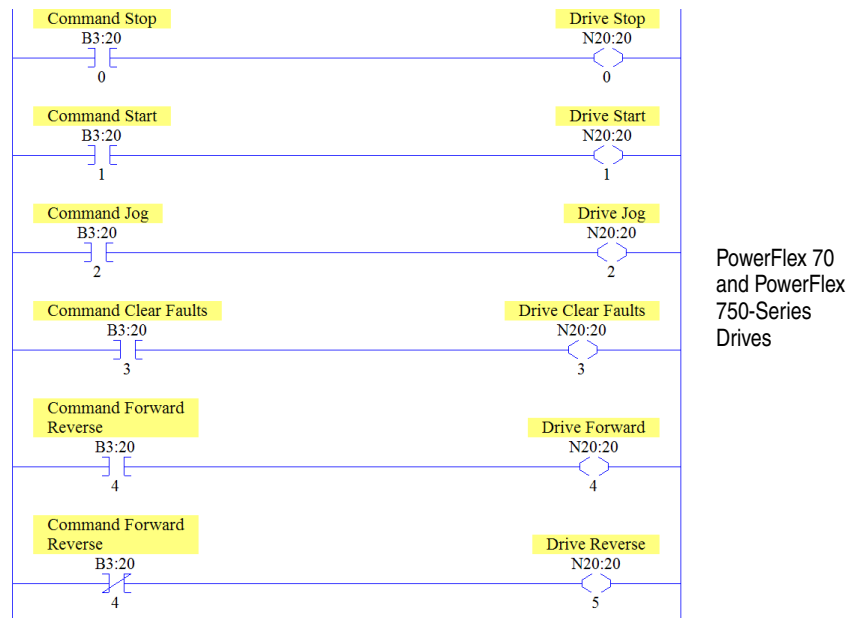 Command Stop Drive Stop
B3:20 N20:20
0 0
Command Start Drive Start
B3:20 N20:20
1 1
Command Jog Drive Jog
B3:20 N20:20
2 2
PowerFlex 70
and PowerFlex
750-Series
Drives
Command Clear Faults Drive Clear Faults
B3:20 N20:20
3 3
Command Forward
Reverse Drive Forward
B3:20 N20:20
4 4
Command Forward
Reverse Drive Reverse
B3:20 N20:20
4 5